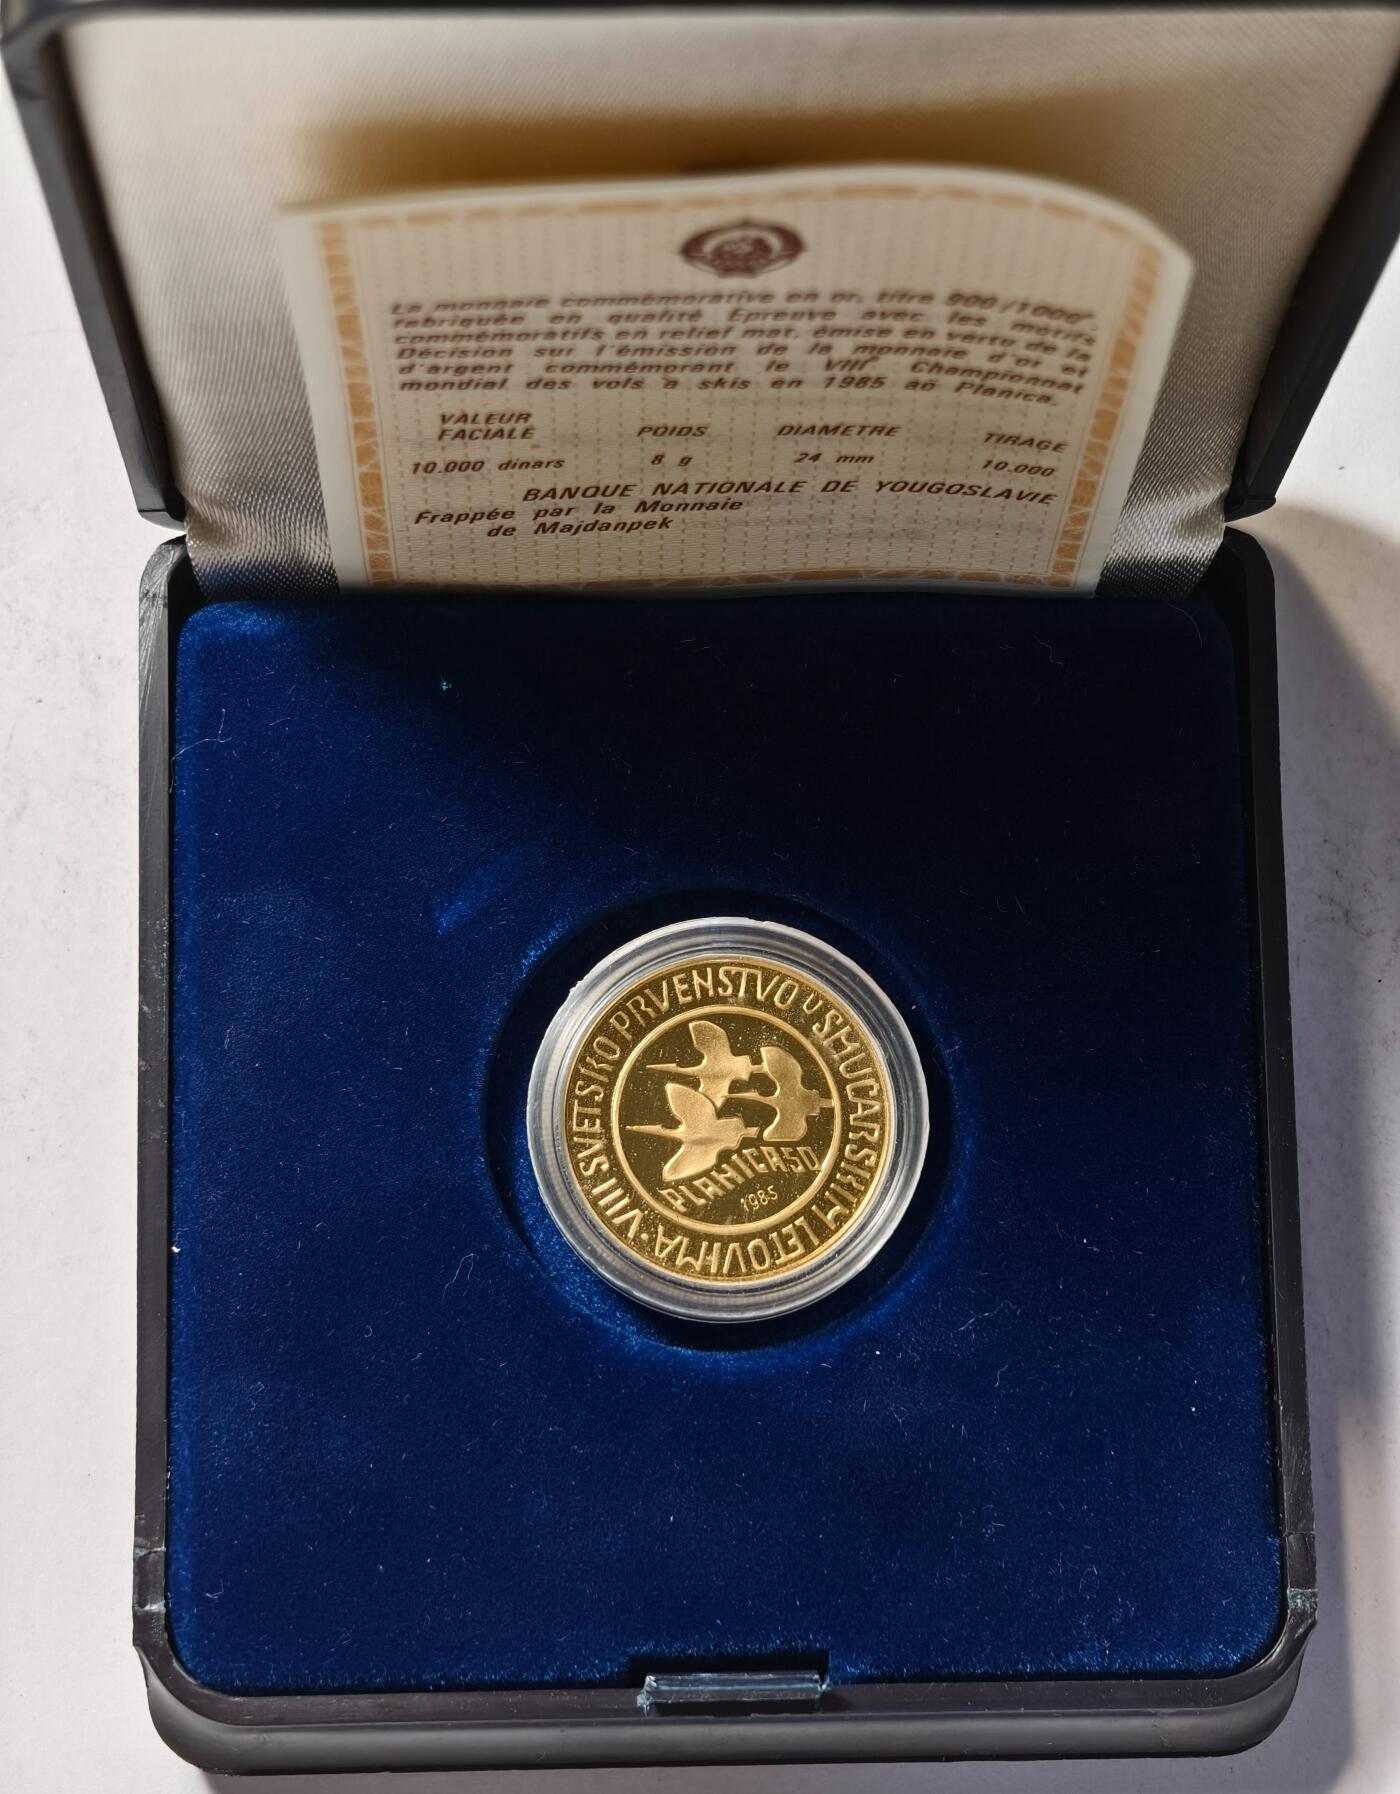 La monnaie commémorative en or, titre 900/1000e,
fabriquée en qualité Epreuve avec les motifs
commémoratifs en relief mat, émise en vertu de la
Décision sur l'émission de la monnaie d'or et
d'argent commémorant le VIIIe Championnat
mondial des vols a skis en 1985 aō Planica.
VALEUR
FACIALE POIDS DIAMETRE TIRAGE
10.000 dinars 8 g 24 mm 10.000
BANQUE NATIONALE DE YOUGOSLAVIE
Frappée par la Monnaie
de Majdanpek
VIII SVETSKO PRVENSTVO U SKIJAŠKIM LETOVIMA
PLANICA 50
1985